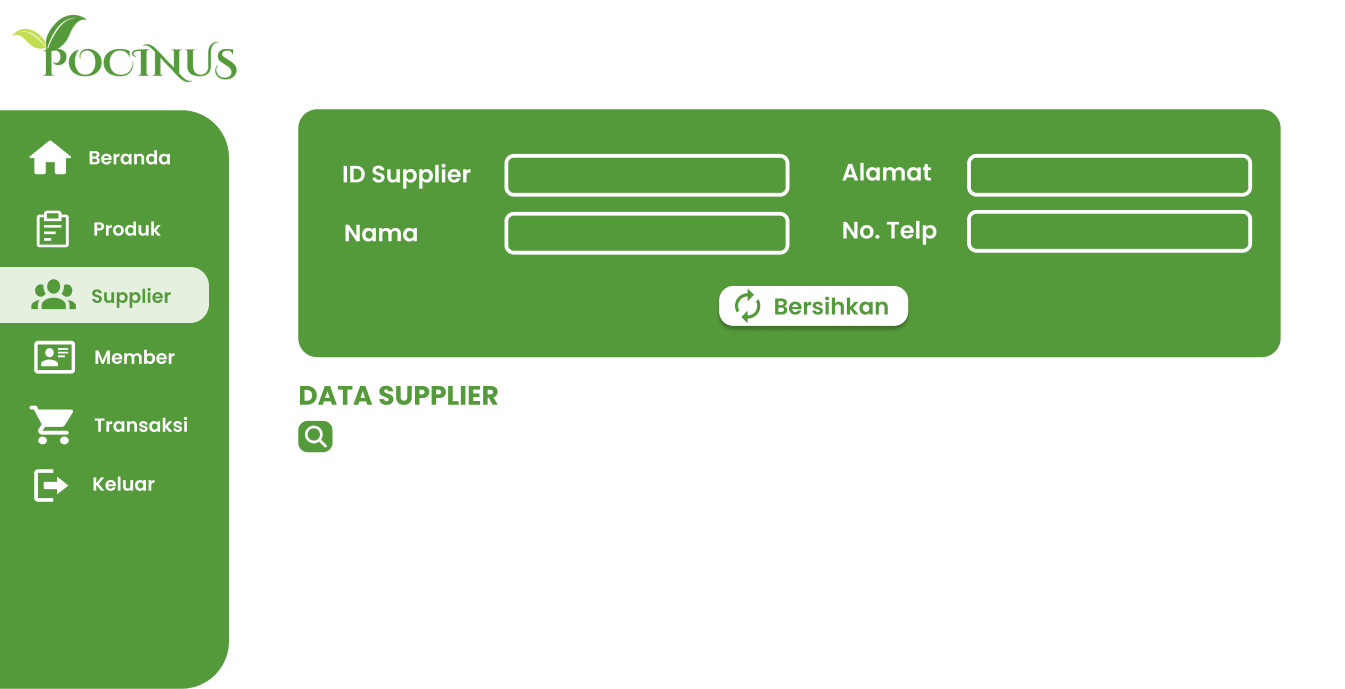 POCINUS
Beranda
Produk
Supplier
Member
Transaksi
Keluar
ID Supplier
Alamat
Nama
No. Telp
Bersihkan
DATA SUPPLIER